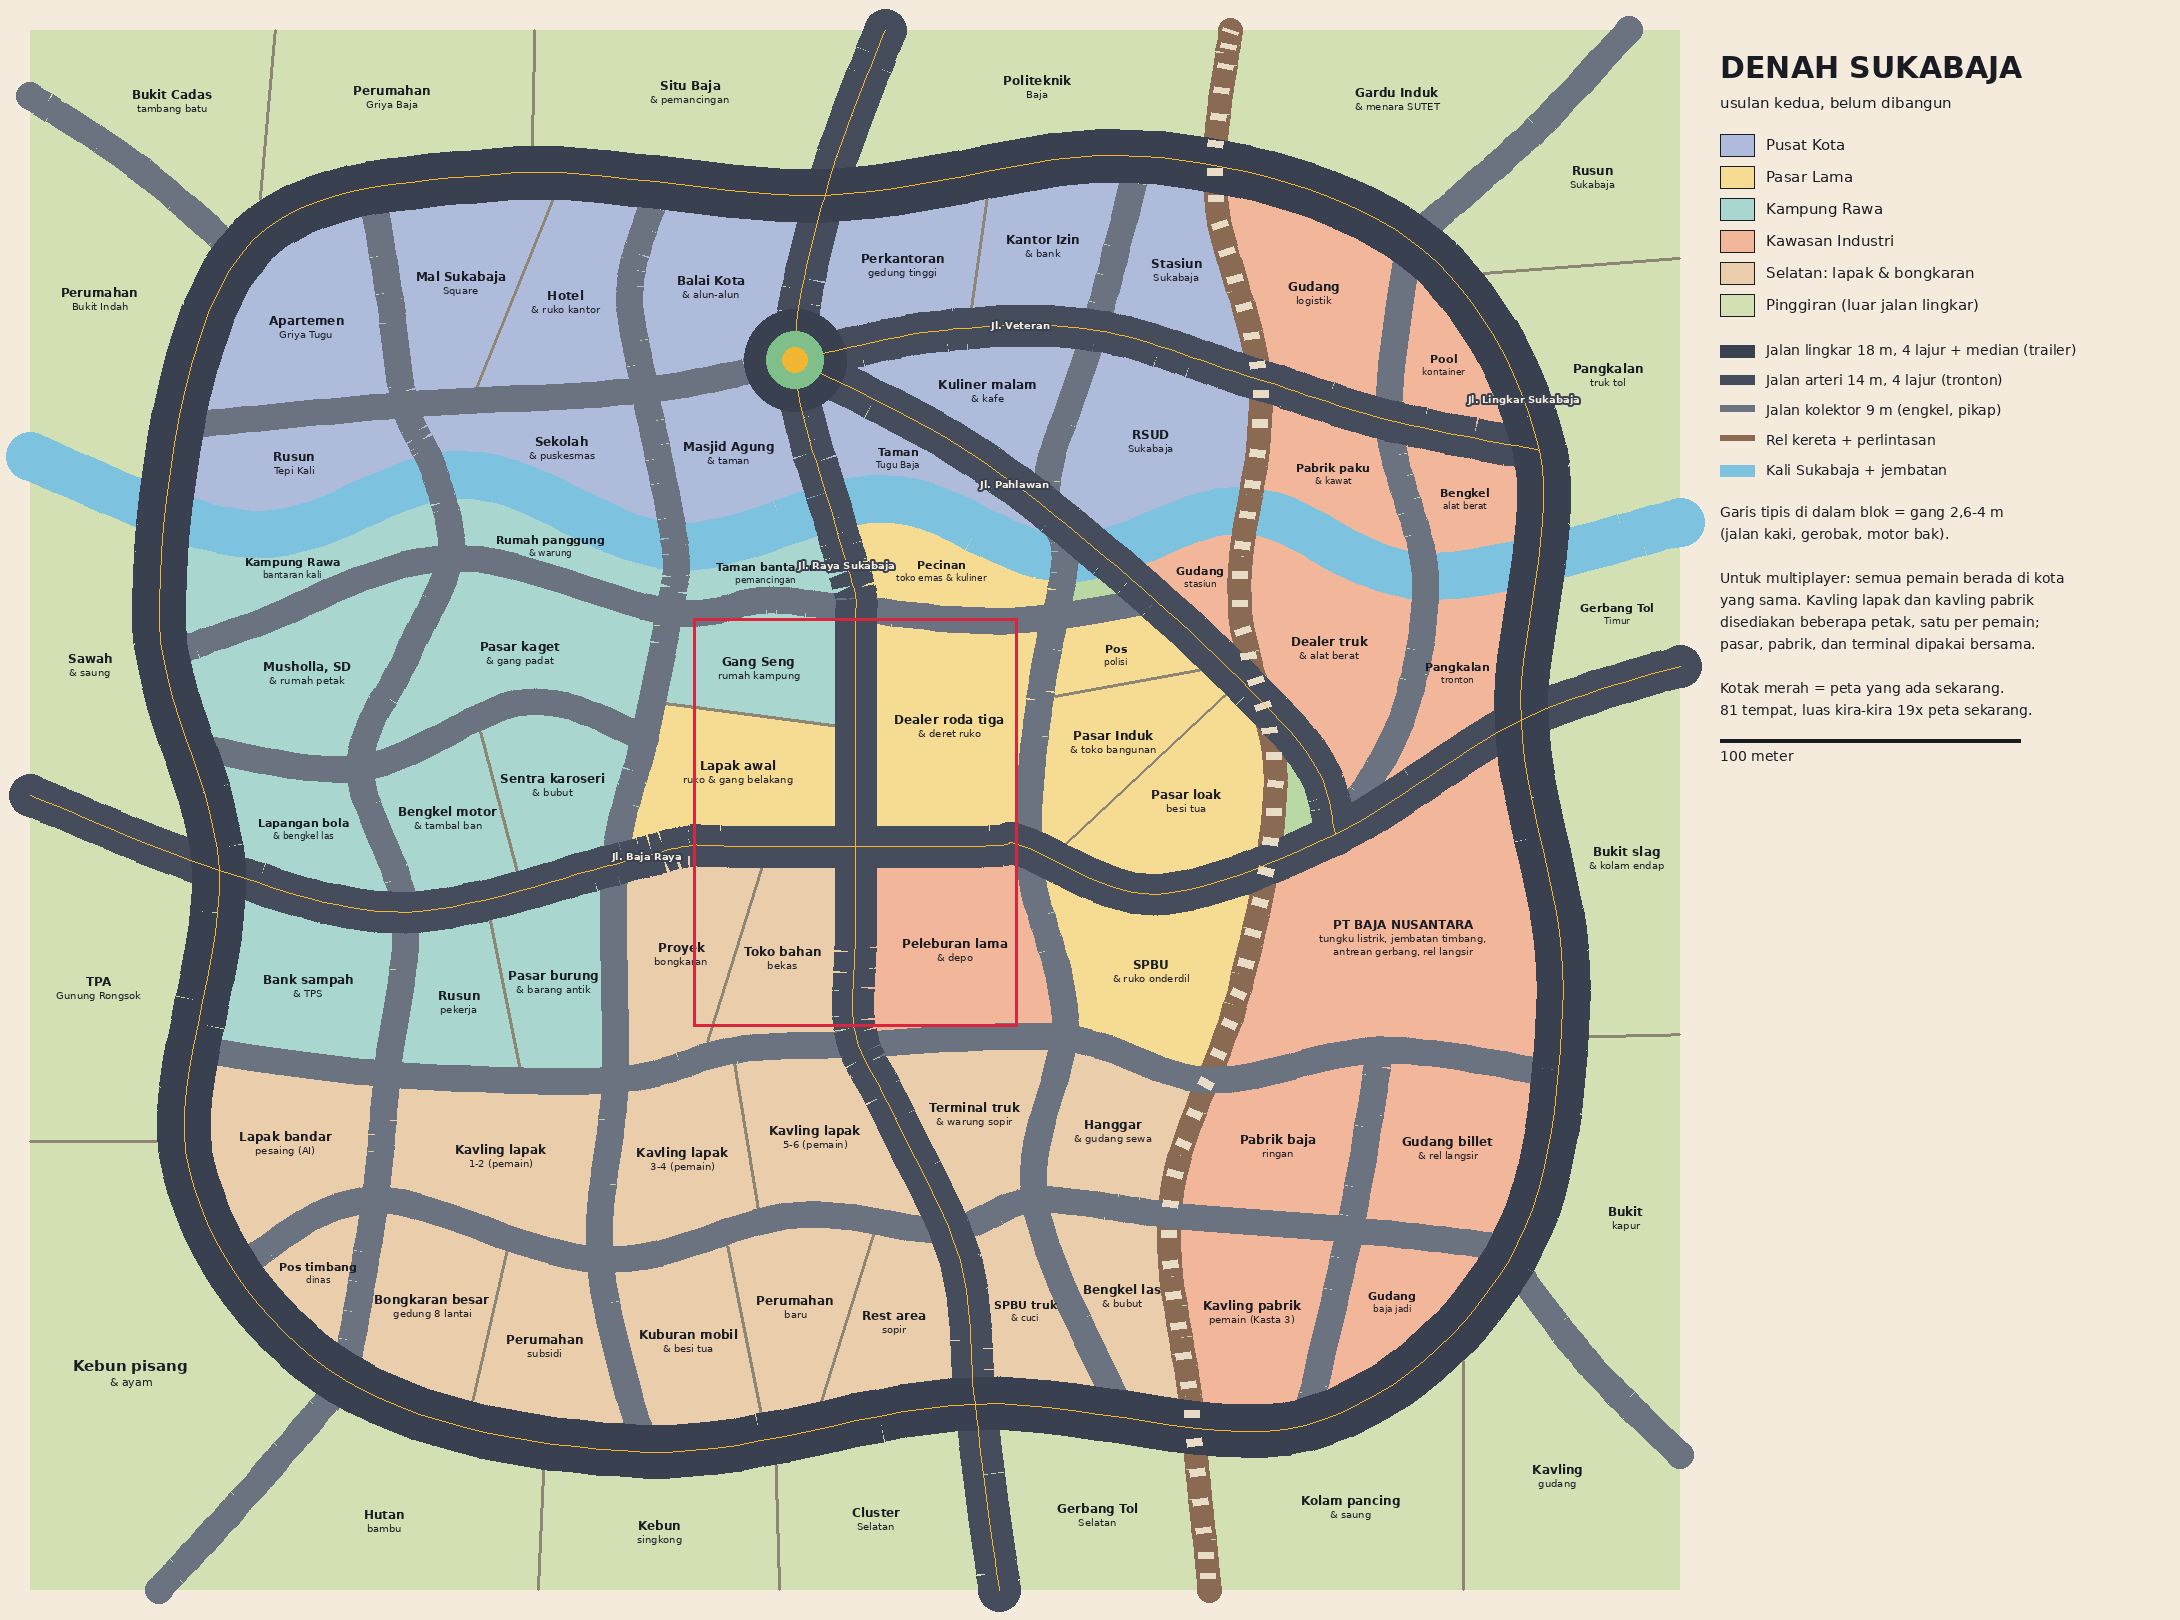 DENAH SUKABAJA
usulan kedua, belum dibangun
Pusat Kota
Pasar Lama
Kampung Rawa
Kawasan Industri
Selatan: lapak & bongkaran
Pinggiran (luar jalan lingkar)
Jalan lingkar 18 m, 4 lajur + median (trailer)
Jalan arteri 14 m, 4 lajur (tronton)
Jalan kolektor 9 m (engkel, pikap)
Rel kereta + perlintasan
Kali Sukabaja + jembatan
Garis tipis di dalam blok = gang 2,6-4 m
(jalan kaki, gerobak, motor bak).
Untuk multiplayer: semua pemain berada di kota
yang sama. Kavling lapak dan kavling pabrik
disediakan beberapa petak, satu per pemain;
pasar, pabrik, dan terminal dipakai bersama.
Kotak merah = peta yang ada sekarang.
81 tempat, luas kira-kira 19x peta sekarang.
100 meter
Bukit Cadas
tambang batu
Perumahan
Griya Baja
Situ Baja
& pemancingan
Politeknik
Baja
Gardu Induk
& menara SUTET
Rusun
Sukabaja
Perumahan
Bukit Indah
Apartemen
Griya Tugu
Mal Sukabaja
Square
Hotel
& ruko kantor
Balai Kota
& alun-alun
Perkantoran
gedung tinggi
Kantor Izin
& bank
Stasiun
Sukabaja
Gudang
logistik
Pool
kontainer
Pangkalan
truk tol
Jl. Veteran
Jl. Lingkar Sukabaja
Kuliner malam
& kafe
Rusun
Tepi Kali
Sekolah
& puskesmas
Masjid Agung
& taman
Taman
Tugu Baja
RSUD
Sukabaja
Pabrik paku
& kawat
Bengkel
alat berat
Jl. Pahlawan
Kampung Rawa
bantaran kali
Rumah panggung
& warung
Taman banta
pemancingan
Jl. Raya Sukabaja
Pecinan
toko emas & kuliner
Gudang
stasiun
Gerbang Tol
Timur
Sawah
& saung
Musholla, SD
& rumah petak
Pasar kaget
& gang padat
Gang Seng
rumah kampung
Pos
polisi
Dealer truk
& alat berat
Pangkalan
tronton
Dealer roda tiga
& deret ruko
Pasar Induk
& toko bangunan
Lapak awal
ruko & gang belakang
Sentra karoseri
& bubut
Pasar loak
besi tua
Lapangan bola
& bengkel las
Bengkel motor
& tambal ban
Jl. Baja Raya
Bukit slag
& kolam endap
TPA
Gunung Rongsok
Bank sampah
& TPS
Rusun
pekerja
Pasar burung
& barang antik
Proyek
bongkaran
Toko bahan
bekas
Peleburan lama
& depo
SPBU
& ruko onderdil
PT BAJA NUSANTARA
tungku listrik, jembatan timbang,
antrean gerbang, rel langsir
Lapak bandar
pesaing (AI)
Kavling lapak
1-2 (pemain)
Kavling lapak
3-4 (pemain)
Kavling lapak
5-6 (pemain)
Terminal truk
& warung sopir
Hanggar
& gudang sewa
Pabrik baja
ringan
Gudang billet
& rel langsir
Bukit
kapur
Pos timbang
dinas
Bongkaran besar
gedung 8 lantai
Perumahan
subsidi
Kuburan mobil
& besi tua
Perumahan
baru
Rest area
sopir
SPBU truk
& cuci
Bengkel las
& bubut
Kavling pabrik
pemain (Kasta 3)
Gudang
baja jadi
Kebun pisang
& ayam
Hutan
bambu
Kebun
singkong
Cluster
Selatan
Gerbang Tol
Selatan
Kolam pancing
& saung
Kavling
gudang